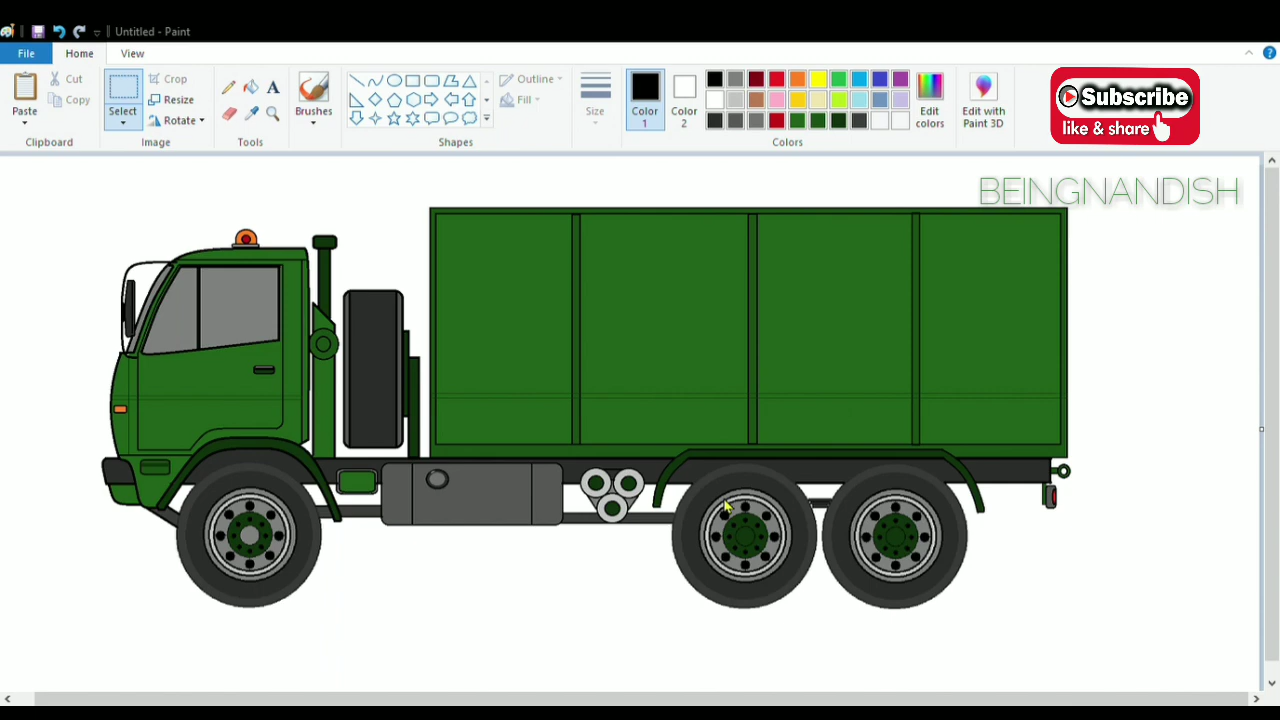 Untitled - Paint
File Home View
Cut
Copy
Paste
Clipboard
Crop
Resize
Rotate
Select
Image
A
Tools
Brushes
Outline
Fill
Shapes
Size
Color 1
Color 2
Edit colors
Colors
Edit with Paint 3D
Subscribe
like & share
BEINGNANDISH